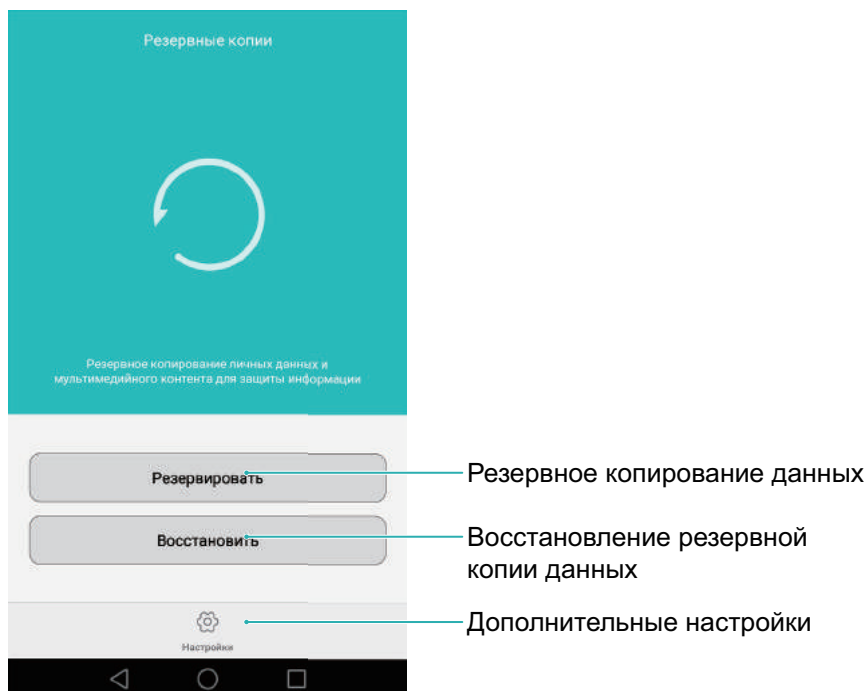 Резервные копии
Резервное копирование личных данных и
мультимедийного контента для защиты информации
Резервировать
Резервное копирование данных
Восстановить
Восстановление резервной
копии данных
Дополнительные настройки
Настройки